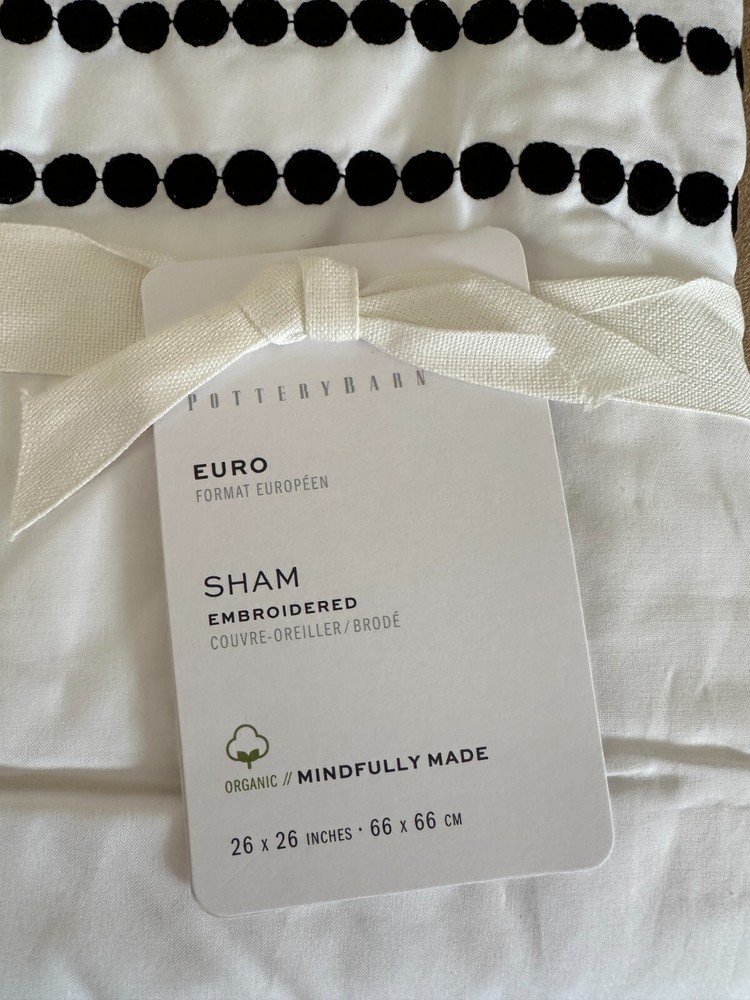 POTTERYBARN
EURO
FORMAT EUROPÉEN
SHAM
EMBROIDERED
COUVRE-OREILLER/BRODÉ
ORGANIC // MINDFULLY MADE
26 x 26 INCHES · 66 x 66 CM